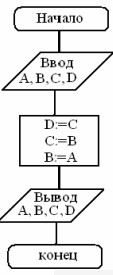 Начало
Ввод
A, B, C, D
D:=C
C:=B
B:=A
Вывод
A, B, C, D
конец